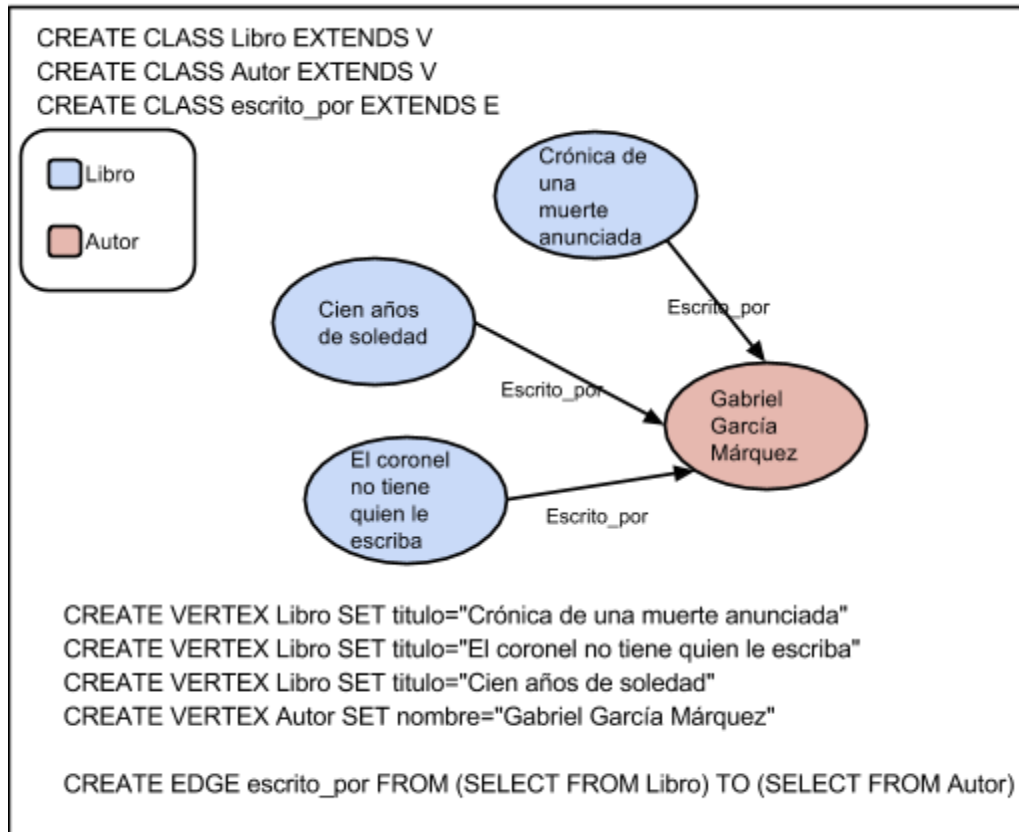 CREATE CLASS Libro EXTENDS V
CREATE CLASS Autor EXTENDS V
CREATE CLASS escrito_por EXTENDS E
Libro
Autor
Crónica de
una
muerte
anunciada
Escrito_por
Cien años
de soledad
Escrito_por
Gabriel
García
Márquez
El coronel
no tiene
quien le
escriba
Escrito_por
CREATE VERTEX Libro SET titulo="Crónica de una muerte anunciada"
CREATE VERTEX Libro SET titulo="El coronel no tiene quien le escriba"
CREATE VERTEX Libro SET titulo="Cien años de soledad"
CREATE VERTEX Autor SET nombre="Gabriel García Márquez"
CREATE EDGE escrito_por FROM (SELECT FROM Libro) TO (SELECT FROM Autor)